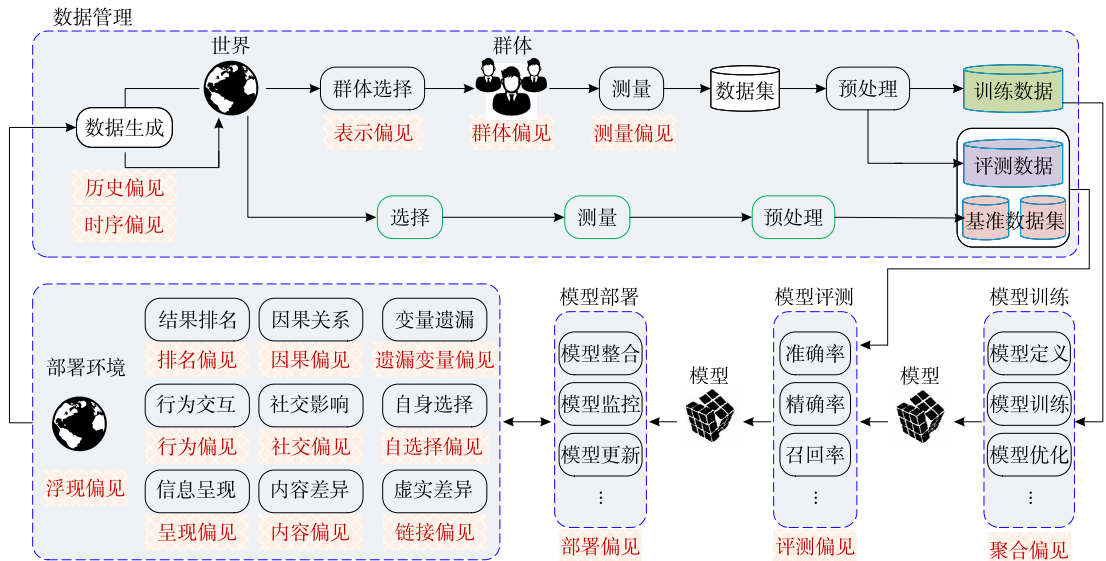 数据管理
世界
群体
数据生成
群体选择
测量
数据集
预处理
训练数据
表示偏见
群体偏见
测量偏见
评测数据
历史偏见
时序偏见
选择
测量
预处理
基准数据集
部署环境
浮现偏见
结果排名
因果关系
变量遗漏
排名偏见
因果偏见
遗漏变量偏见
行为交互
社交影响
自身选择
行为偏见
社交偏见
自选择偏见
信息呈现
内容差异
虚实差异
呈现偏见
内容偏见
链接偏见
模型部署
模型整合
模型监控
模型更新
⋮
部署偏见
模型
模型评测
准确率
精确率
召回率
⋮
评测偏见
模型
模型训练
模型定义
模型训练
模型优化
⋮
聚合偏见